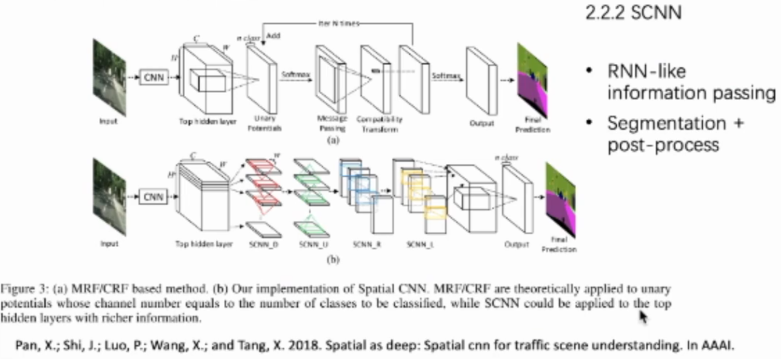 2.2.2 SCNN
• RNN-like
information passing
• Segmentation +
post-process
Iter N times
n class
Add
C
W
H
CNN
Softmax
Softmax
Input
Top hidden layer
Unary
Potentials
Message
Passing
Compatibility
Transform
Output
Final
Prediction
(a)
C
W
H
W
n class
CNN
Input
Top hidden layer
SCNN_D
SCNN_U
SCNN_R
SCNN_L
Output
Final
Prediction
(b)
Figure 3: (a) MRF/CRF based method. (b) Our implementation of Spatial CNN. MRF/CRF are theoretically applied to unary
potentials whose channel number equals to the number of classes to be classified, while SCNN could be applied to the top
hidden layers with richer information.
Pan, X.; Shi, J.; Luo, P.; Wang, X.; and Tang, X. 2018. Spatial as deep: Spatial cnn for traffic scene understanding. In AAAI.